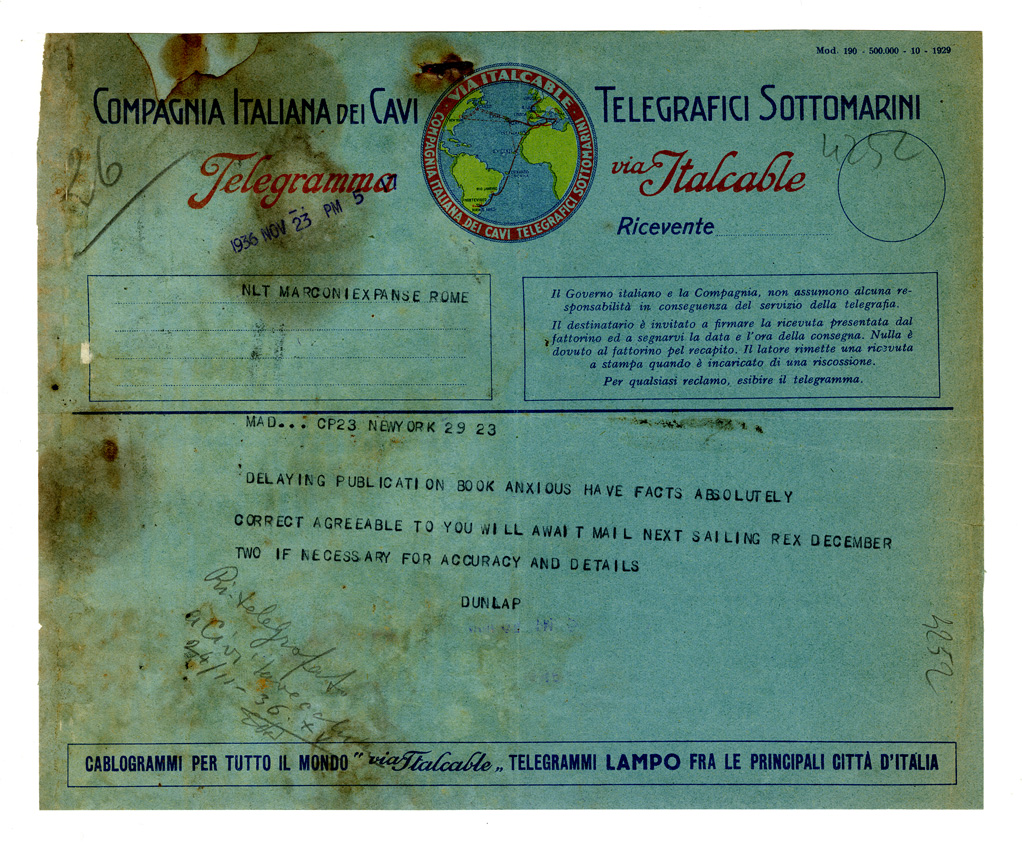 Mod. 190 - 500.000 - 10 - 1929
COMPAGNIA ITALIANA DEI CAVI TELEGRAFICI SOTTOMARINI
VIA ITALCABLE
COMPAGNIA ITALIANA DEI CAVI TELEGRAFICI SOTTOMARINI
26
4252
Telegramma via Italcable
1936 NOV 23 PM 5
Ricevente
NLT MARCONIEXPANSE ROME
Il Governo italiano e la Compagnia, non assumono alcuna re-
sponsabilità in conseguenza del servizio della telegrafia.
Il destinatario è invitato a firmare la ricevuta presentata dal
fattorino ed a segnarvi la data e l'ora della consegna. Nulla è
dovuto al fattorino pel recapito. Il latore rimette una ricevuta
a stampa quando è incaricato di una riscossione.
Per qualsiasi reclamo, esibire il telegramma.
MAD... CP23 NEWYORK 29 23
DELAYING PUBLICATION BOOK ANXIOUS HAVE FACTS ABSOLUTELY
CORRECT AGREEABLE TO YOU WILL AWAIT MAIL NEXT SAILING REX DECEMBER
TWO IF NECESSARY FOR ACCURACY AND DETAILS
DUNLAP
Ri-telegrafato
a Civitavecchia
24/11-36
4252
CABLOGRAMMI PER TUTTO IL MONDO "via Italcable„ TELEGRAMMI LAMPO FRA LE PRINCIPALI CITTÀ D'ITALIA